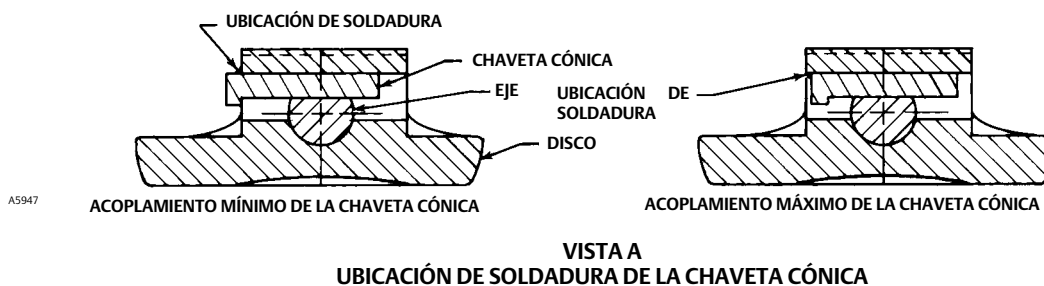 UBICACIÓN DE SOLDADURA
CHAVETA CÓNICA
EJE
DISCO
UBICACIÓN DE
SOLDADURA
A5947
ACOPLAMIENTO MÍNIMO DE LA CHAVETA CÓNICA
ACOPLAMIENTO MÁXIMO DE LA CHAVETA CÓNICA
VISTA A
UBICACIÓN DE SOLDADURA DE LA CHAVETA CÓNICA